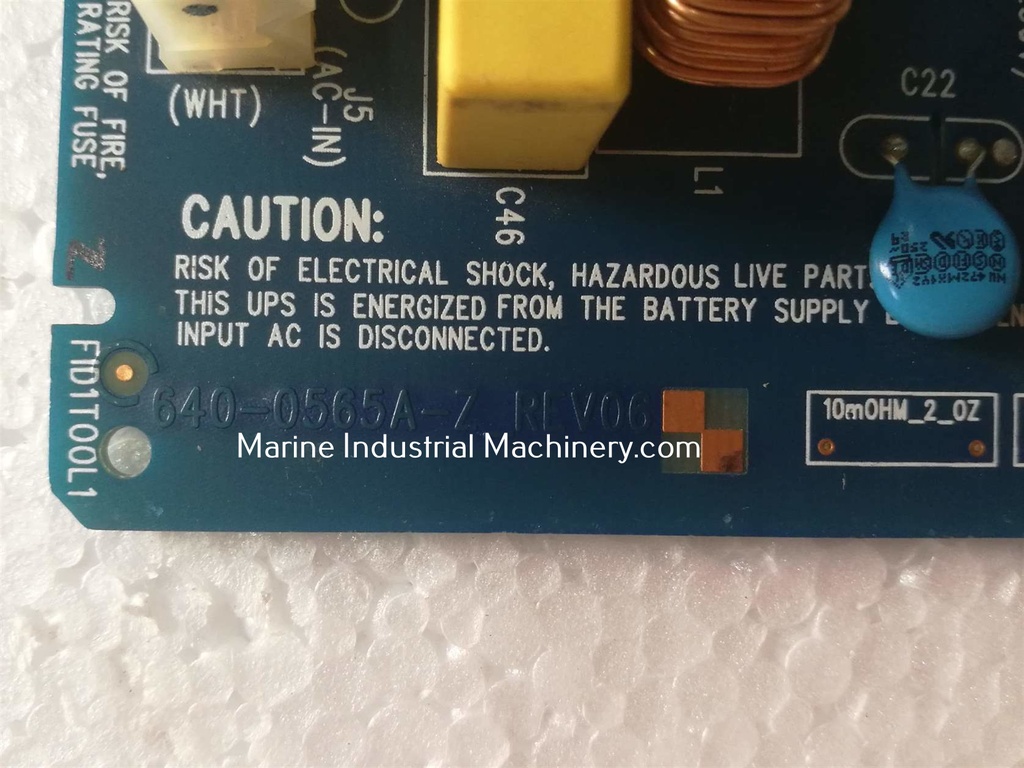 RISK OF FIRE,
RATING FUSE
(WHT)
J5
(AC-IN)
C46
L1
C22
CAUTION:
RISK OF ELECTRICAL SHOCK, HAZARDOUS LIVE
THIS UPS IS ENERGIZED FROM THE BATTERY SUPPLY
INPUT AC IS DISCONNECTED.
Z
FID1TOOL1
640-0565A-Z REV06
10mOHM_2_OZ
Marine Industrial Machinery.com